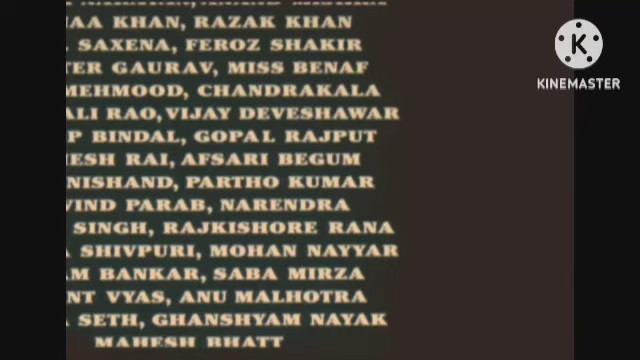 KHAN, RAZAK KHAN
SAXENA, FEROZ SHAKIR
GAURAV, MISS BENAF
MEHMOOD, CHANDRAKALA
ALI RAO, VIJAY DEVESHAWAR
BINDAL, GOPAL RAJPUT
RAI, AFSARI BEGUM
NISHAND, PARTHO KUMAR
PARAB, NARENDRA
SINGH, RAJKISHORE RANA
SHIVPURI, MOHAN NAYYAR
BANKAR, SABA MIRZA
VYAS, ANU MALHOTRA
SETH, GHANSHYAM NAYAK
MAHESH BHATT
K
KINEMASTER